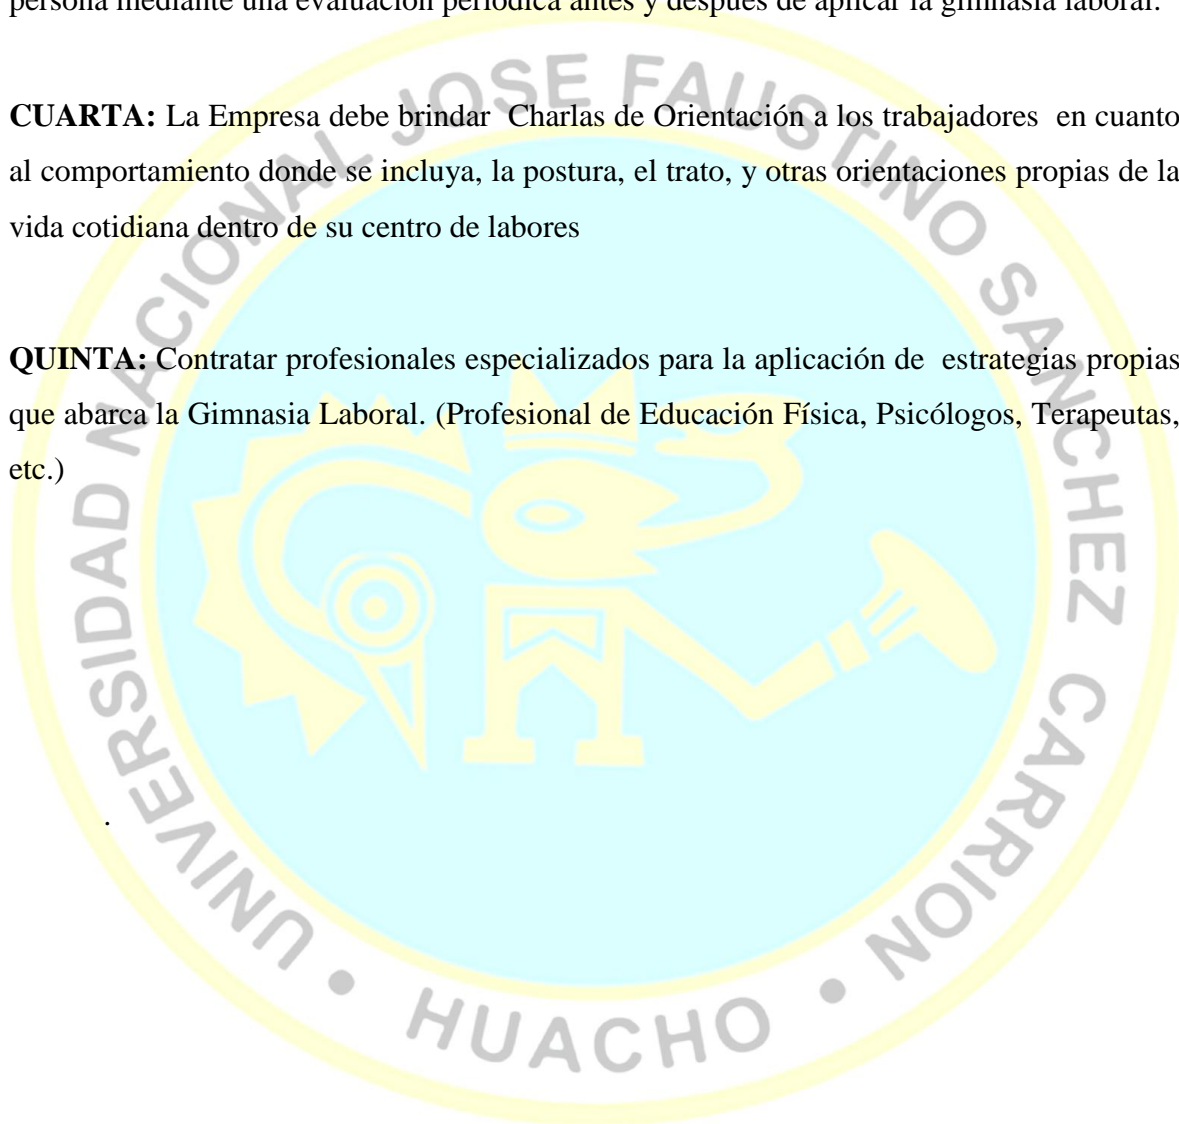 persona mediante una evaluación periódica antes y después de aplicar la gimnasia laboral.
CUARTA: La Empresa debe brindar Charlas de Orientación a los trabajadores en cuanto
al comportamiento donde se incluya, la postura, el trato, y otras orientaciones propias de la
vida cotidiana dentro de su centro de labores
QUINTA: Contratar profesionales especializados para la aplicación de estrategias propias
que abarca la Gimnasia Laboral. (Profesional de Educación Física, Psicólogos, Terapeutas,
etc.)
.
UNIVERSIDAD NACIONAL JOSE FAUSTINO SANCHEZ CARRION
• HUACHO •